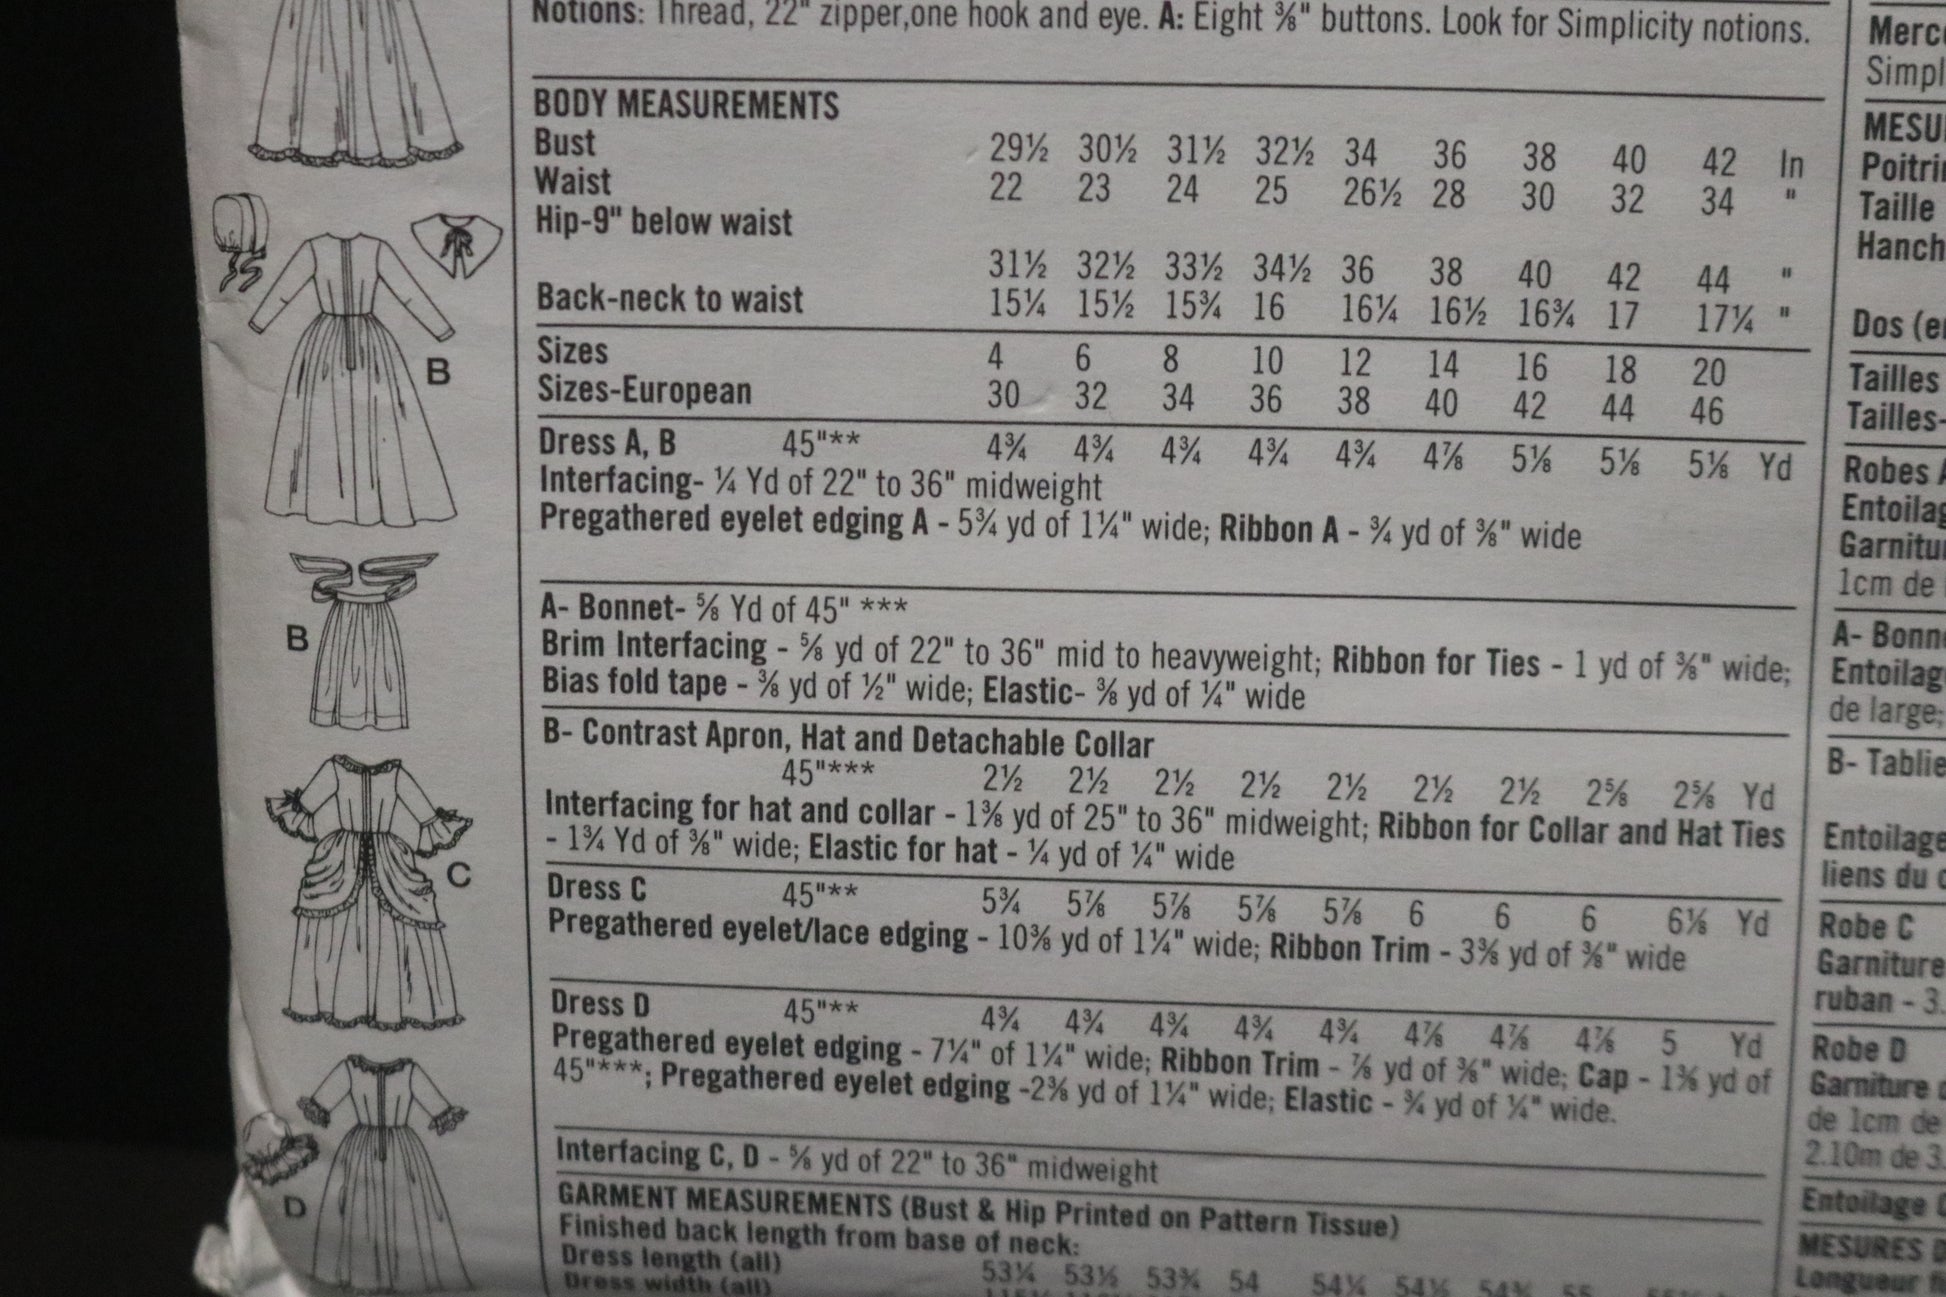 Notions: Thread, 22" zipper,one hook and eye. A: Eight ⅜" buttons. Look for Simplicity notions.
BODY MEASUREMENTS
Bust 29½ 30½ 31½ 32½ 34 36 38 40 42 In
Waist 22 23 24 25 26½ 28 30 32 34 "
Hip-9" below waist
31½ 32½ 33½ 34½ 36 38 40 42 44 "
Back-neck to waist 15¼ 15½ 15¾ 16 16¼ 16½ 16¾ 17 17¼ "
Sizes 4 6 8 10 12 14 16 18 20
Sizes-European 30 32 34 36 38 40 42 44 46
Dress A, B 45"** 4¾ 4¾ 4¾ 4¾ 4¾ 4⅞ 5⅛ 5⅛ 5⅛ Yd
Interfacing- ¼ Yd of 22" to 36" midweight
Pregathered eyelet edging A - 5¾ yd of 1¼" wide; Ribbon A - ¾ yd of ⅜" wide
A- Bonnet- ⅝ Yd of 45" ***
Brim Interfacing - ⅝ yd of 22" to 36" mid to heavyweight; Ribbon for Ties - 1 yd of ⅜" wide;
Bias fold tape - ⅜ yd of ½" wide; Elastic- ⅜ yd of ¼" wide
B- Contrast Apron, Hat and Detachable Collar
45"*** 2½ 2½ 2½ 2½ 2½ 2½ 2½ 2⅝ 2⅝ Yd
Interfacing for hat and collar - 1⅜ yd of 25" to 36" midweight; Ribbon for Collar and Hat Ties
- 1¾ Yd of ⅜" wide; Elastic for hat - ¼ yd of ¼" wide
Dress C 45"** 5¾ 5⅞ 5⅞ 5⅞ 5⅞ 6 6 6 6⅛ Yd
Pregathered eyelet/lace edging - 10⅜ yd of 1¼" wide; Ribbon Trim - 3⅜ yd of ⅜" wide
Dress D 45"** 4¾ 4¾ 4¾ 4¾ 4¾ 4⅞ 4⅞ 4⅞ 5 Yd
Pregathered eyelet edging - 7¼" of 1¼" wide; Ribbon Trim - ⅞ yd of ⅜" wide; Cap - 1⅜ yd of
45"***; Pregathered eyelet edging -2⅜ yd of 1¼" wide; Elastic - ¾ yd of ¼" wide.
Interfacing C, D - ⅝ yd of 22" to 36" midweight
GARMENT MEASUREMENTS (Bust & Hip Printed on Pattern Tissue)
Finished back length from base of neck:
Dress length (all) 53¼ 53½ 53¾ 54 54¼ 54½ 54¾ 55
Dress width (all)
B
B
C
D
Merc
Simpl
MESU
Poitri
Taille
Hanch
Dos (e
Tailles
Tailles-
Robes
Entoilag
Garnitu
1cm de
A- Bonn
Entoilag
de large;
B- Tablie
Entoilage
liens du
Robe C
Garniture
ruban - 3.
Robe D
Garniture
de 1cm de
2.10m de 3.
Entoilage
MESURES
Longueur